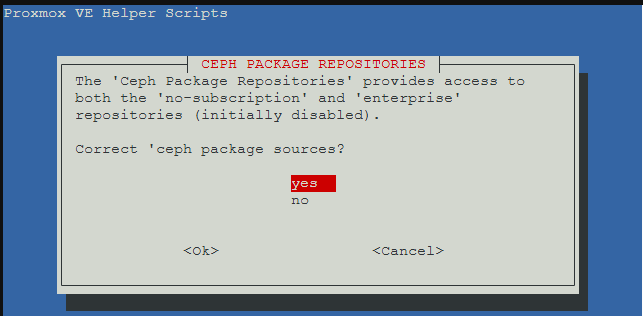 Proxmox VE Helper Scripts
CEPH PACKAGE REPOSITORIES
The 'Ceph Package Repositories' provides access to
both the 'no-subscription' and 'enterprise'
repositories (initially disabled).
Correct 'ceph package sources?
yes
no
<Ok> <Cancel>